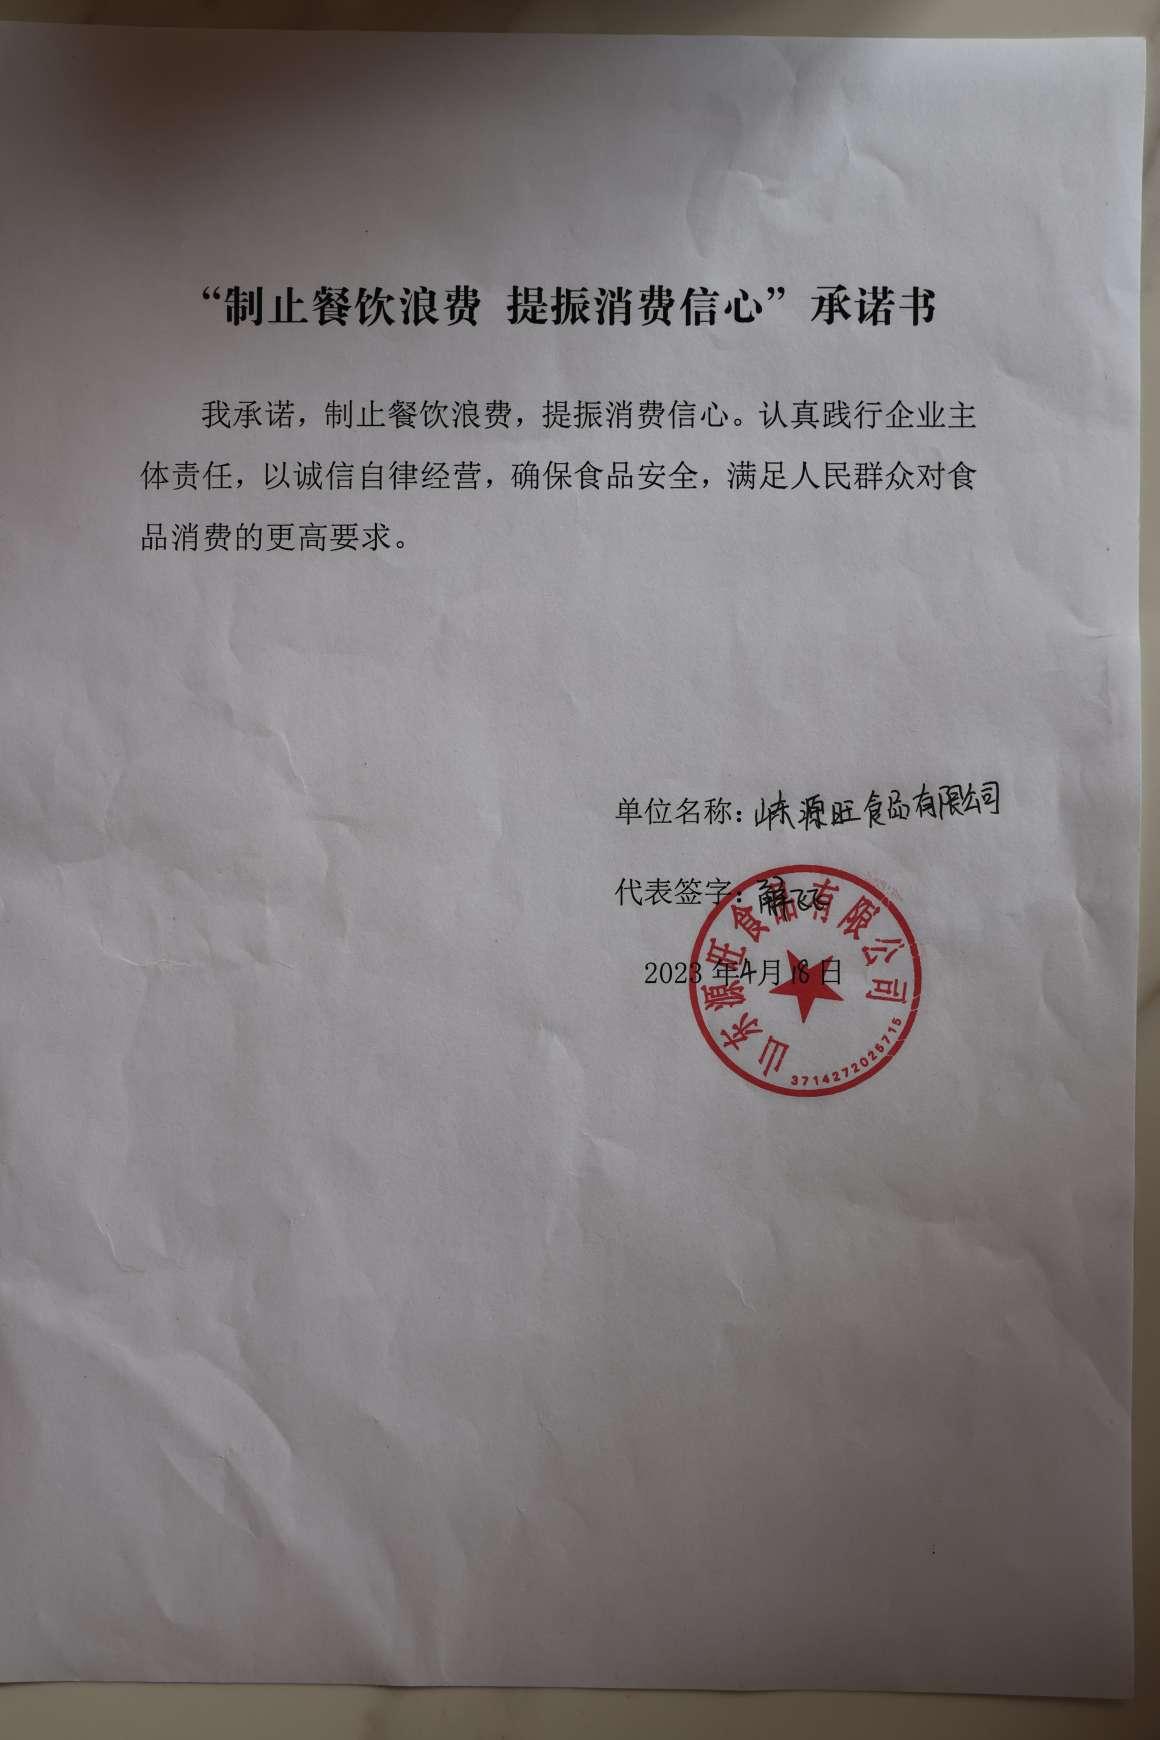 “制止餐饮浪费 提振消费信心”承诺书
我承诺，制止餐饮浪费，提振消费信心。认真践行企业主
体责任，以诚信自律经营，确保食品安全，满足人民群众对食
品消费的更高要求。
单位名称：山东源旺食品有限公司
代表签字：解飞飞
2023年4月18日
山东源旺食品有限公司
3714272025715